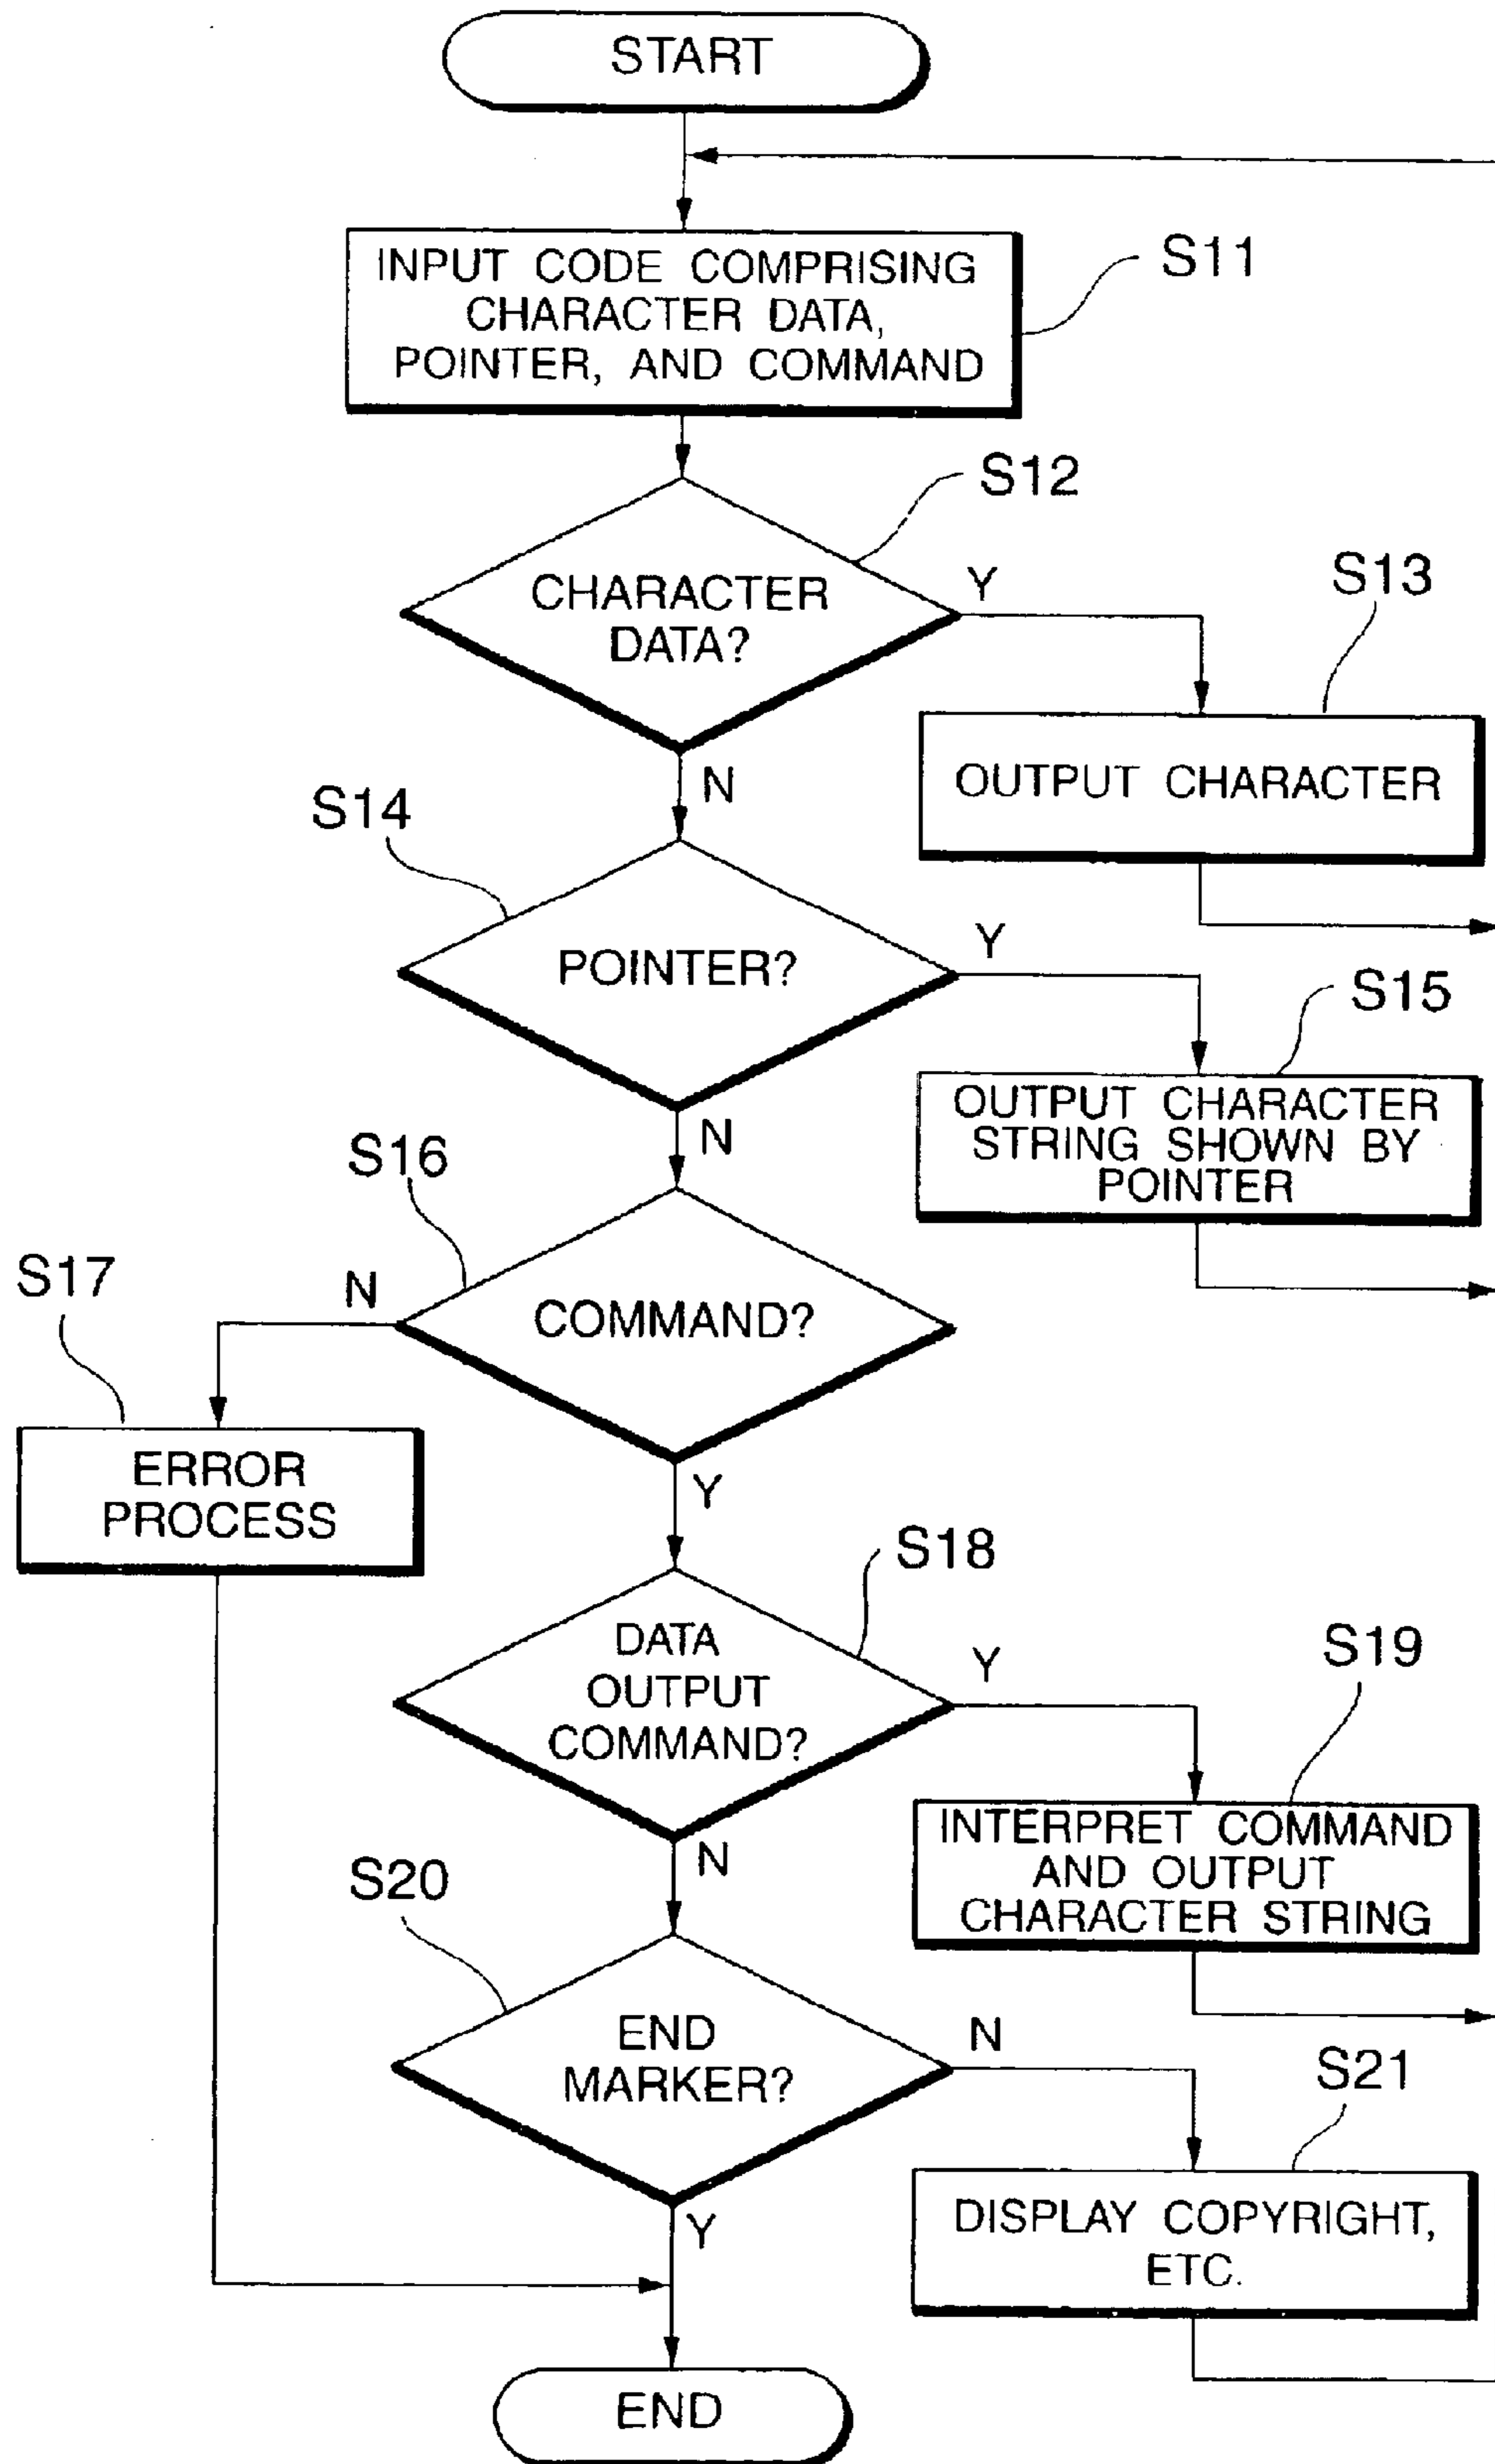 START
INPUT CODE COMPRISING
CHARACTER DATA,
POINTER, AND COMMAND
S11
S12
CHARACTER
DATA?
Y
N
S13
OUTPUT CHARACTER
S14
POINTER?
Y
N
S15
OUTPUT CHARACTER
STRING SHOWN BY
POINTER
S16
COMMAND?
N
Y
S17
ERROR
PROCESS
S18
DATA
OUTPUT
COMMAND?
Y
N
S19
INTERPRET COMMAND
AND OUTPUT
CHARACTER STRING
S20
END
MARKER?
N
Y
S21
DISPLAY COPYRIGHT,
ETC.
END